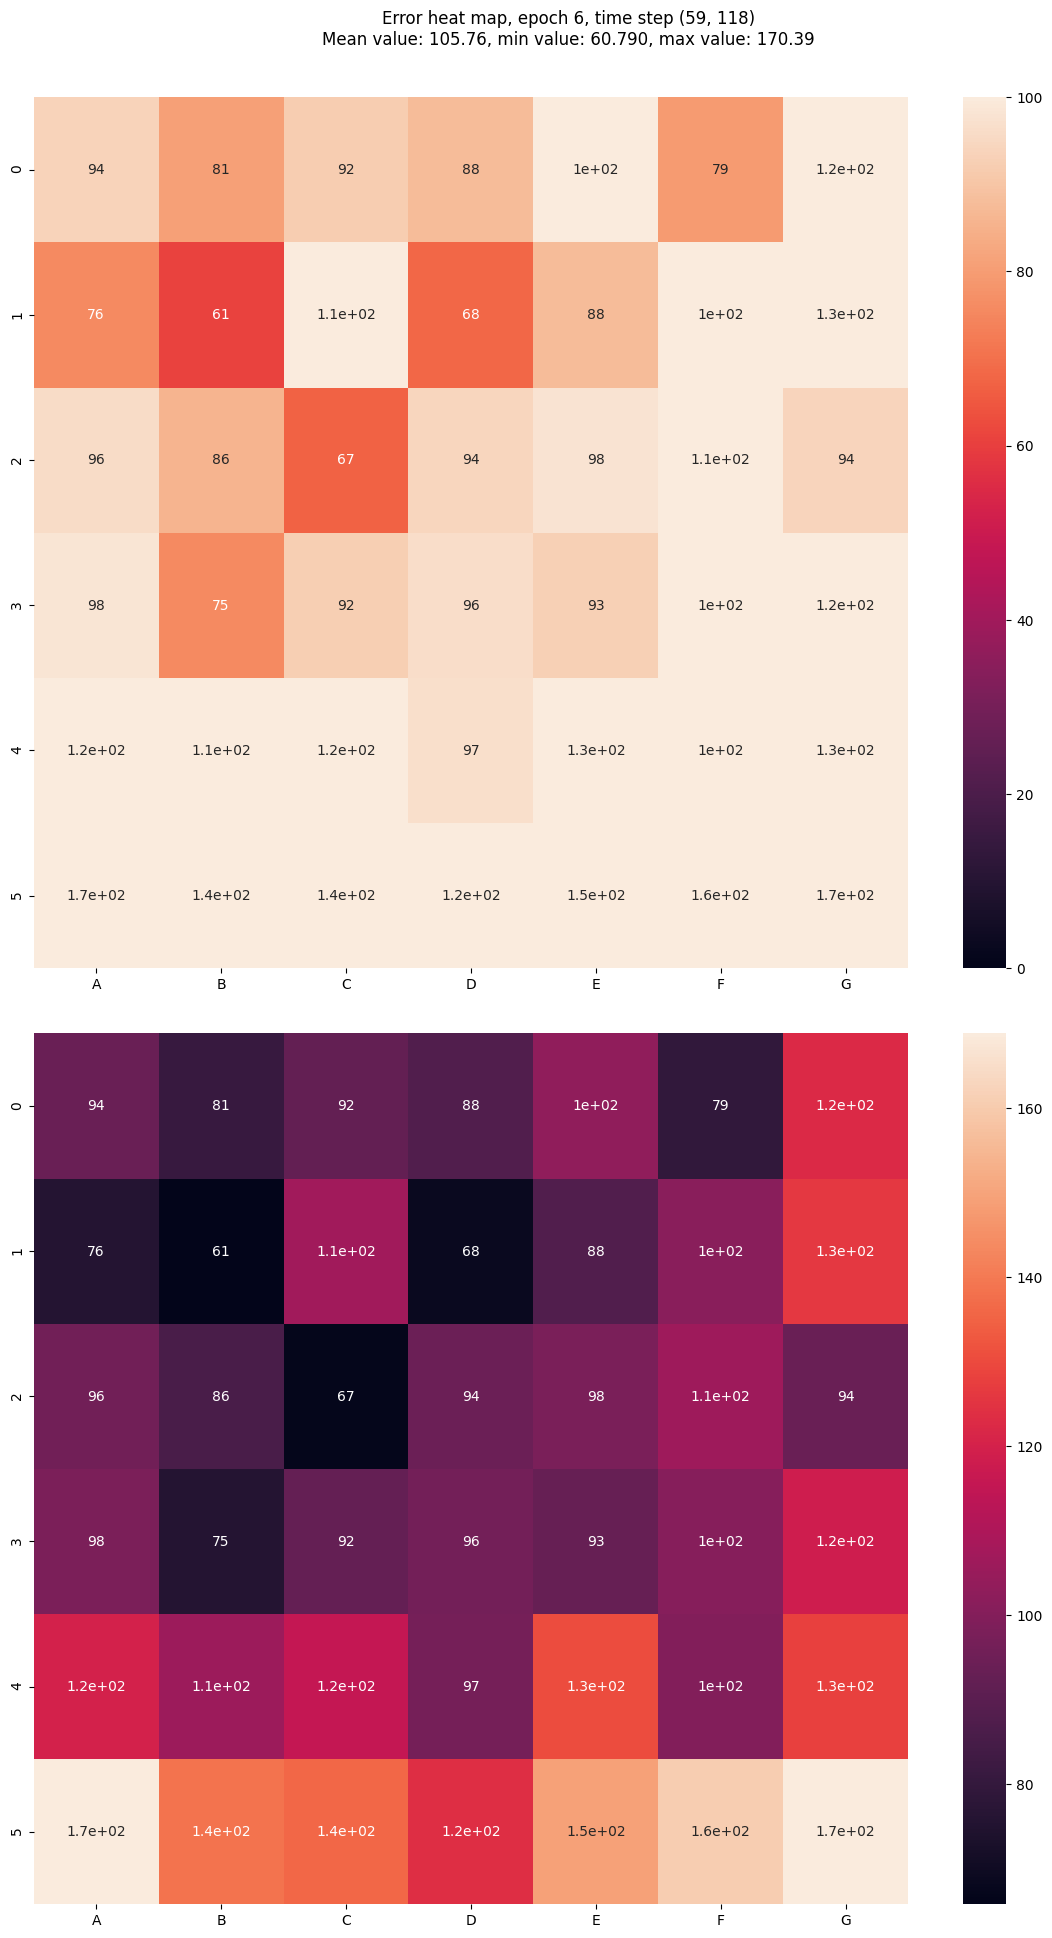 Error heat map, epoch 6, time step (59, 118)
Mean value: 105.76, min value: 60.790, max value: 170.39
100
0 94 81 92 88 1e+02 79 1.2e+02
80
1 76 61 1.1e+02 68 88 1e+02 1.3e+02
60
2 96 86 67 94 98 1.1e+02 94
3 98 75 92 96 93 1e+02 1.2e+02
40
4 1.2e+02 1.1e+02 1.2e+02 97 1.3e+02 1e+02 1.3e+02
20
5 1.7e+02 1.4e+02 1.4e+02 1.2e+02 1.5e+02 1.6e+02 1.7e+02
0
A B C D E F G
0 94 81 92 88 1e+02 79 1.2e+02
160
1 76 61 1.1e+02 68 88 1e+02 1.3e+02
140
2 96 86 67 94 98 1.1e+02 94
120
3 98 75 92 96 93 1e+02 1.2e+02
100
4 1.2e+02 1.1e+02 1.2e+02 97 1.3e+02 1e+02 1.3e+02
80
5 1.7e+02 1.4e+02 1.4e+02 1.2e+02 1.5e+02 1.6e+02 1.7e+02
A B C D E F G